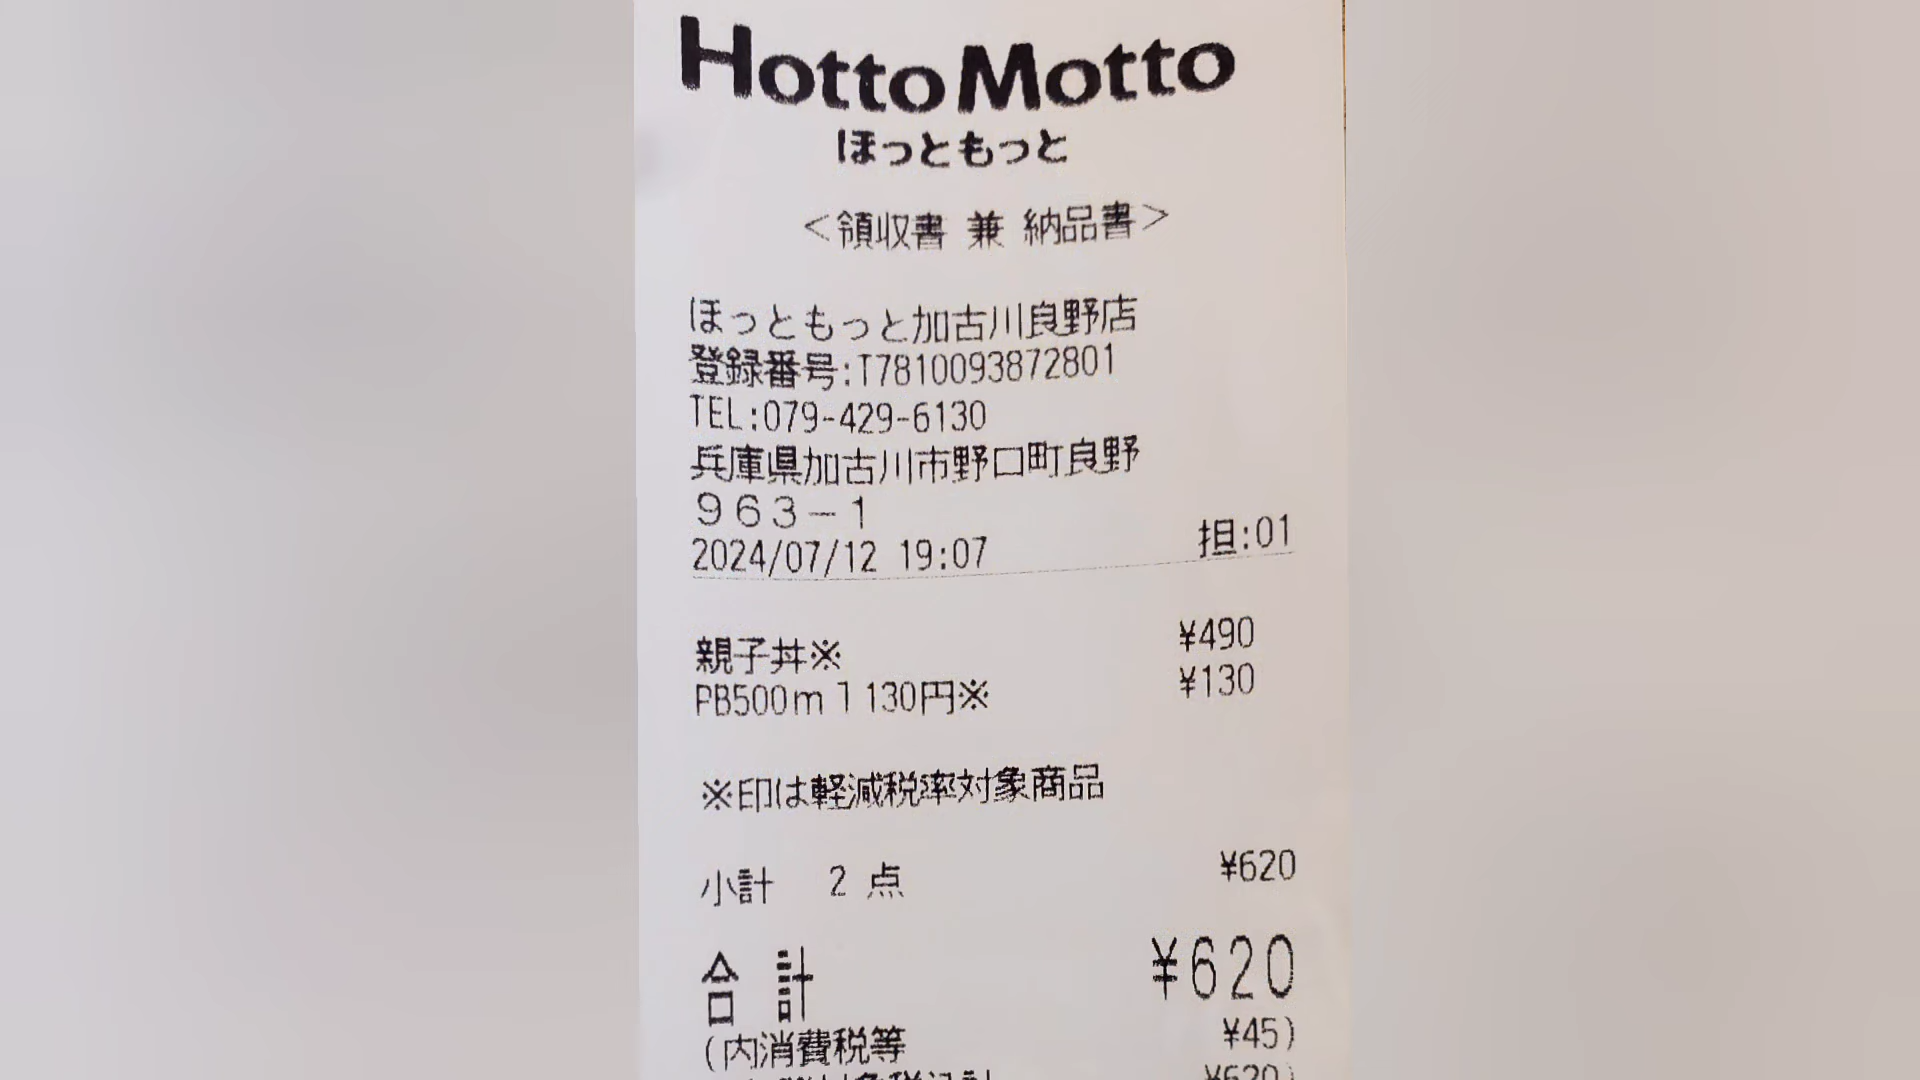 HottoMotto
ほっともっと
<領収書 兼 納品書>
ほっともっと加古川良野店
登録番号:T7810093872801
TEL:079-429-6130
兵庫県加古川市野口町良野
963-1
2024/07/12 19:07 担:01
親子丼※ ¥490
PB500ml 130円※ ¥130
※印は軽減税率対象商品
小計 2 点 ¥620
合計 ¥620
(内消費税等 ¥45)
¥620)